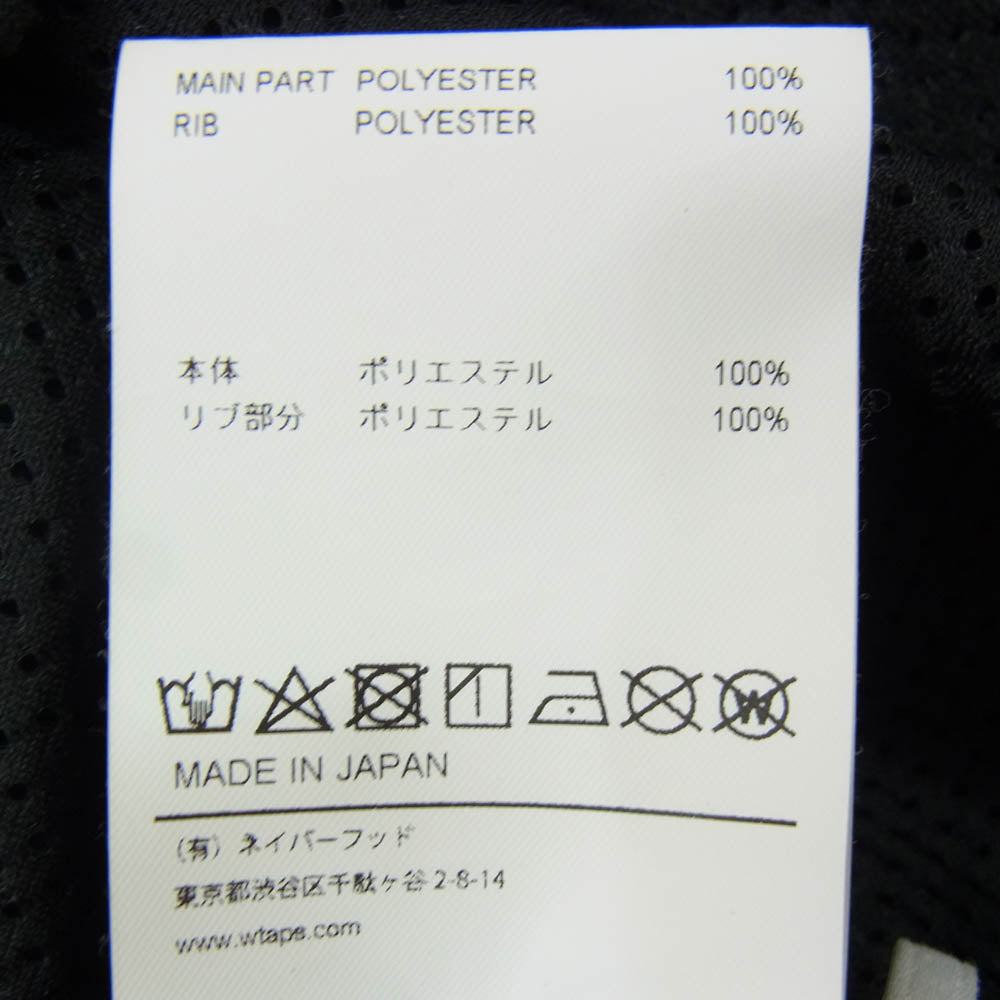 MAIN PART POLYESTER 100%
RIB POLYESTER 100%
本体 ポリエステル 100%
リブ部分 ポリエステル 100%
W
MADE IN JAPAN
(有) ネイバーフッド
東京都渋谷区千駄ヶ谷 2-8-14
www.wtaps.com